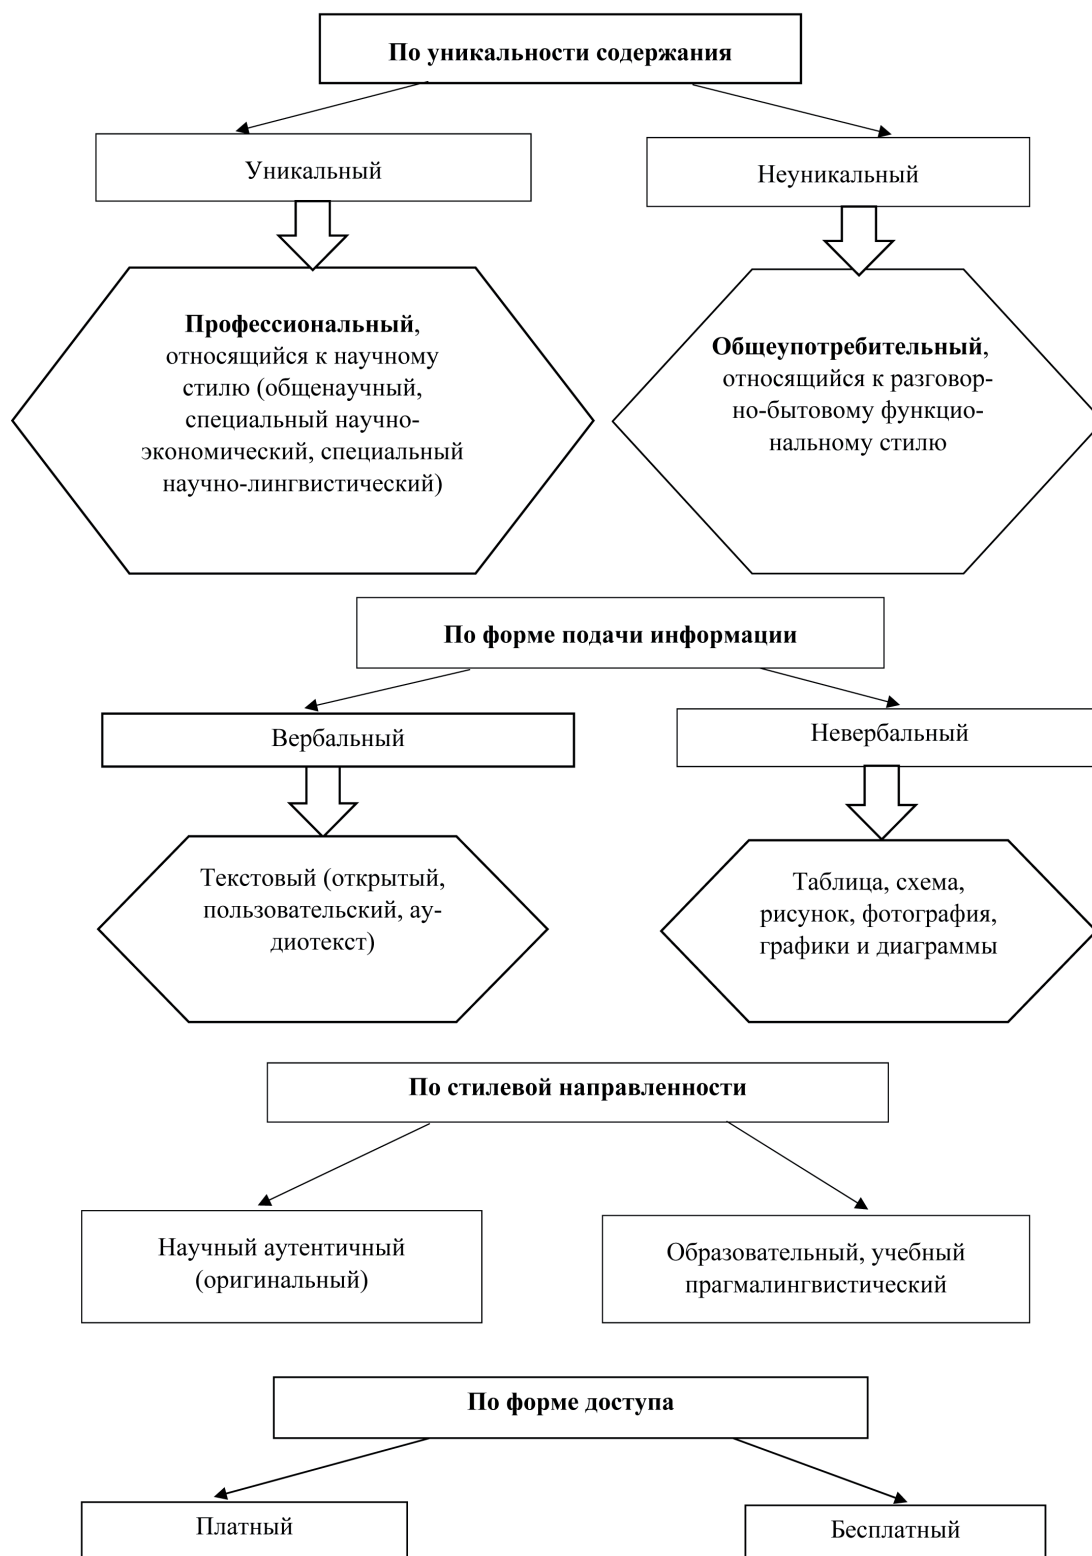 По уникальности содержания
Уникальный
Неуникальный
Профессиональный,
относящийся к научному
стилю (общенаучный,
специальный научно-
экономический, специальный
научно-лингвистический)
Общеупотребительный,
относящийся к разговор-
но-бытовому функцио-
нальному стилю
По форме подачи информации
Вербальный
Невербальный
Текстовый (открытый,
пользовательский, ау-
диотекст)
Таблица, схема,
рисунок, фотография,
графики и диаграммы
По стилевой направленности
Научный аутентичный
(оригинальный)
Образовательный, учебный
прагмалингвистический
По форме доступа
Платный
Бесплатный